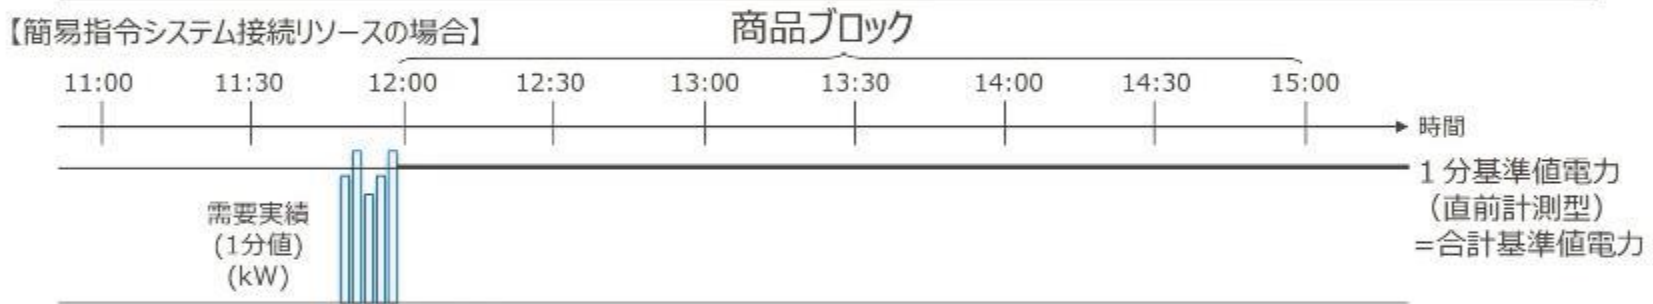 【簡易指令システム接続リソースの場合】
商品ブロック
11:00 11:30 12:00 12:30 13:00 13:30 14:00 14:30 15:00
時間
需要実績
(1分値)
(kW)
1分基準値電力
（直前計測型）
=合計基準値電力